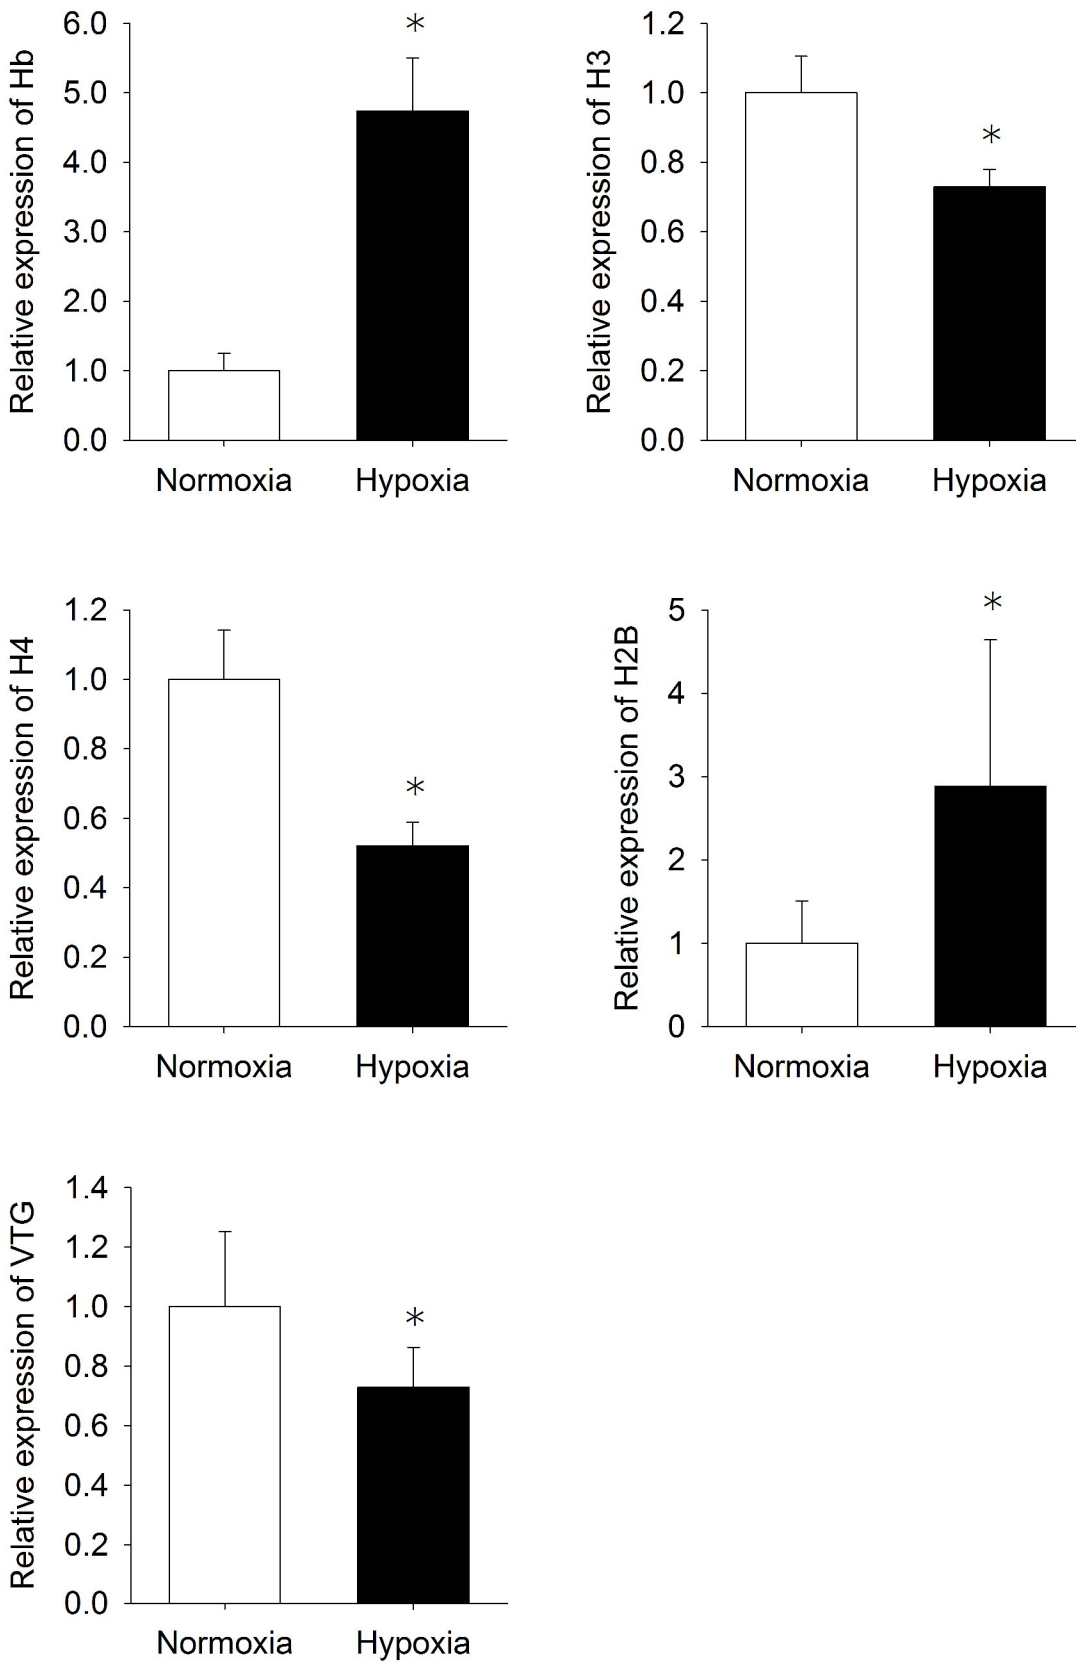 Relative expression of Hb
6.0
5.0
4.0
3.0
2.0
1.0
0.0
*
Normoxia
Hypoxia
Relative expression of H3
1.2
1.0
0.8
0.6
0.4
0.2
0.0
*
Normoxia
Hypoxia
Relative expression of H4
1.2
1.0
0.8
0.6
0.4
0.2
0.0
*
Normoxia
Hypoxia
Relative expression of H2B
5
4
3
2
1
0
*
Normoxia
Hypoxia
Relative expression of VTG
1.4
1.2
1.0
0.8
0.6
0.4
0.2
0.0
*
Normoxia
Hypoxia